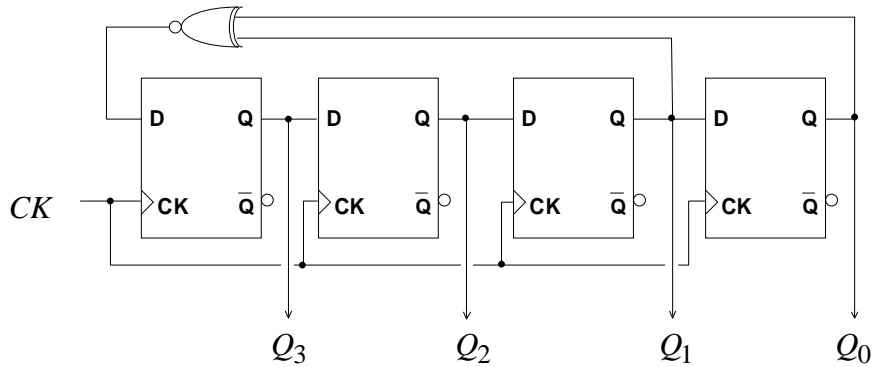 D Q D Q D Q D Q
CK CK Q̅ CK Q̅ CK Q̅ CK Q̅
Q3 Q2 Q1 Q0